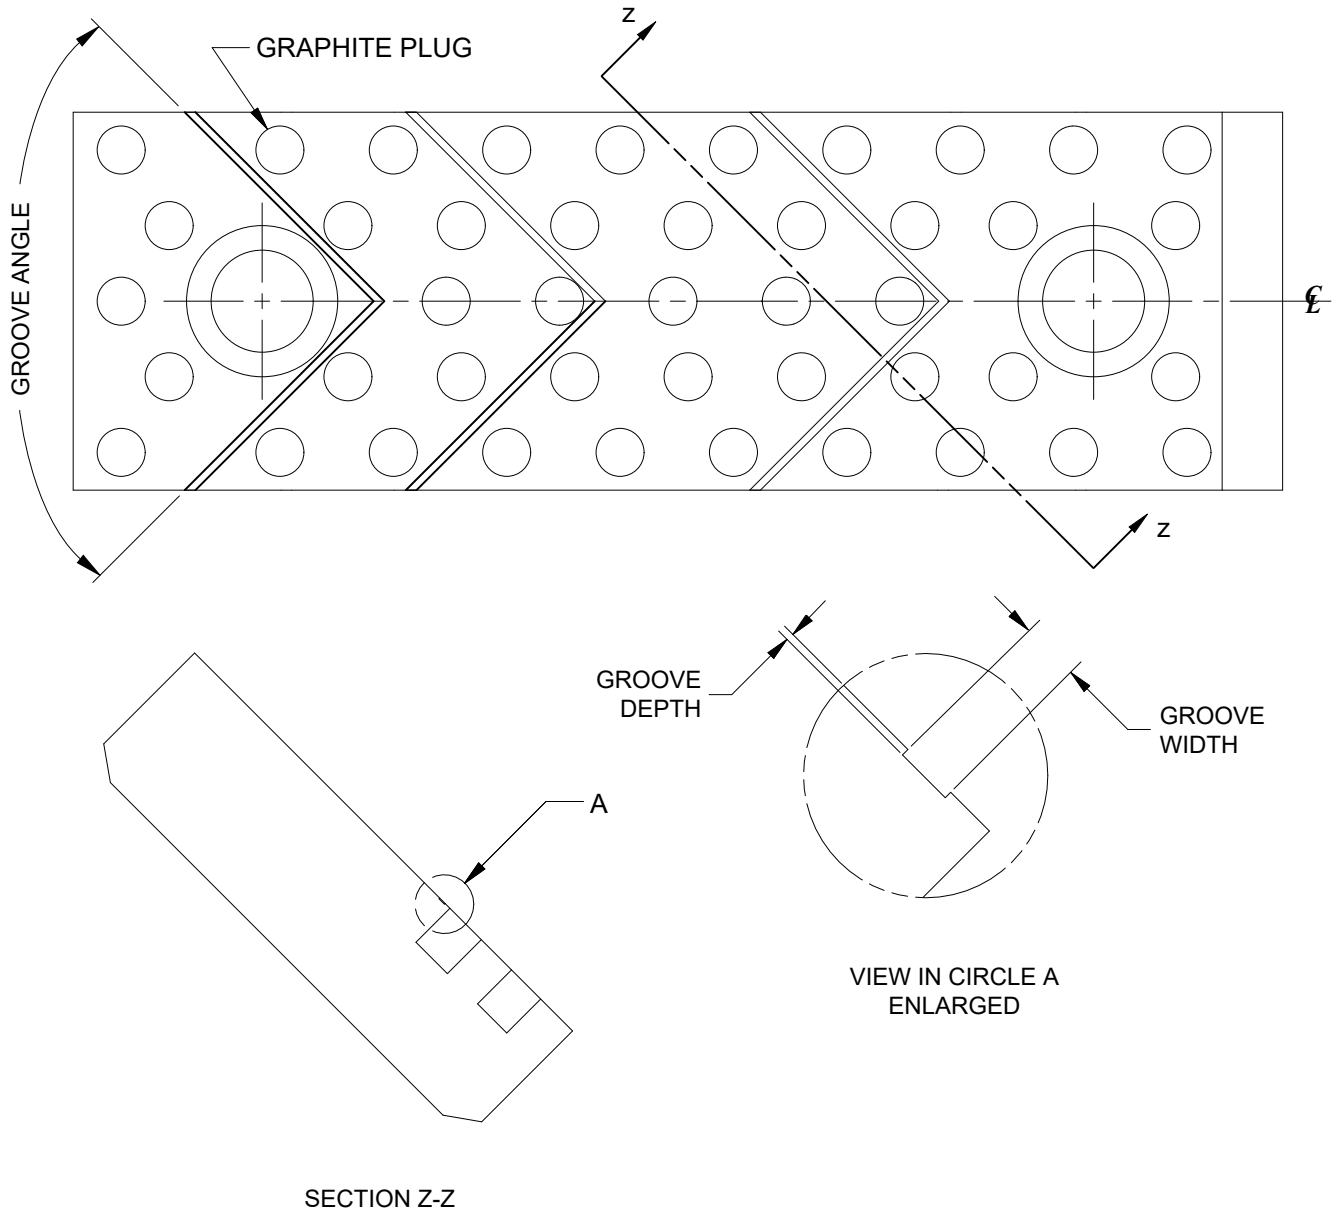 z
GRAPHITE PLUG
GROOVE ANGLE
℄
z
GROOVE
DEPTH
GROOVE
WIDTH
A
VIEW IN CIRCLE A
ENLARGED
SECTION Z-Z